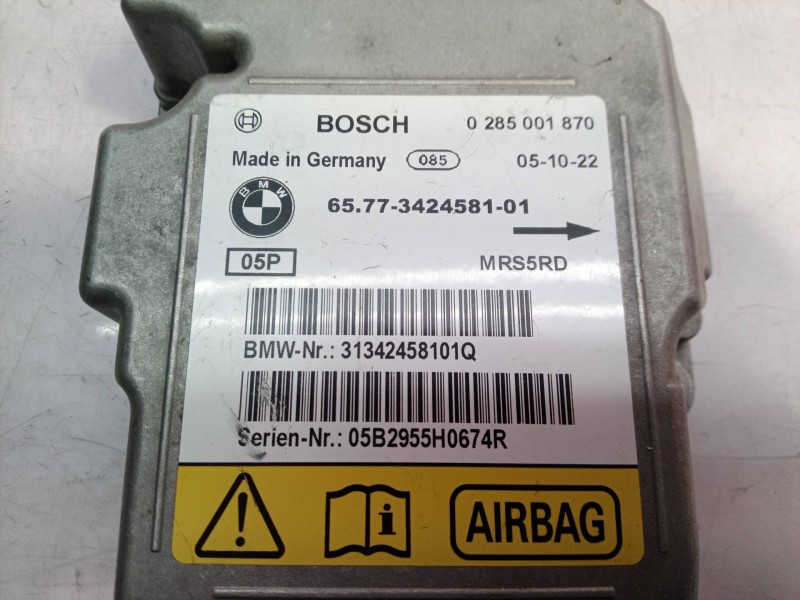 BOSCH 0 285 001 870
Made in Germany 085 05-10-22
BMW 65.77-3424581-01
05P MRS5RD
BMW-Nr.: 31342458101Q
Serien-Nr.: 05B2955H0674R
i AIRBAG